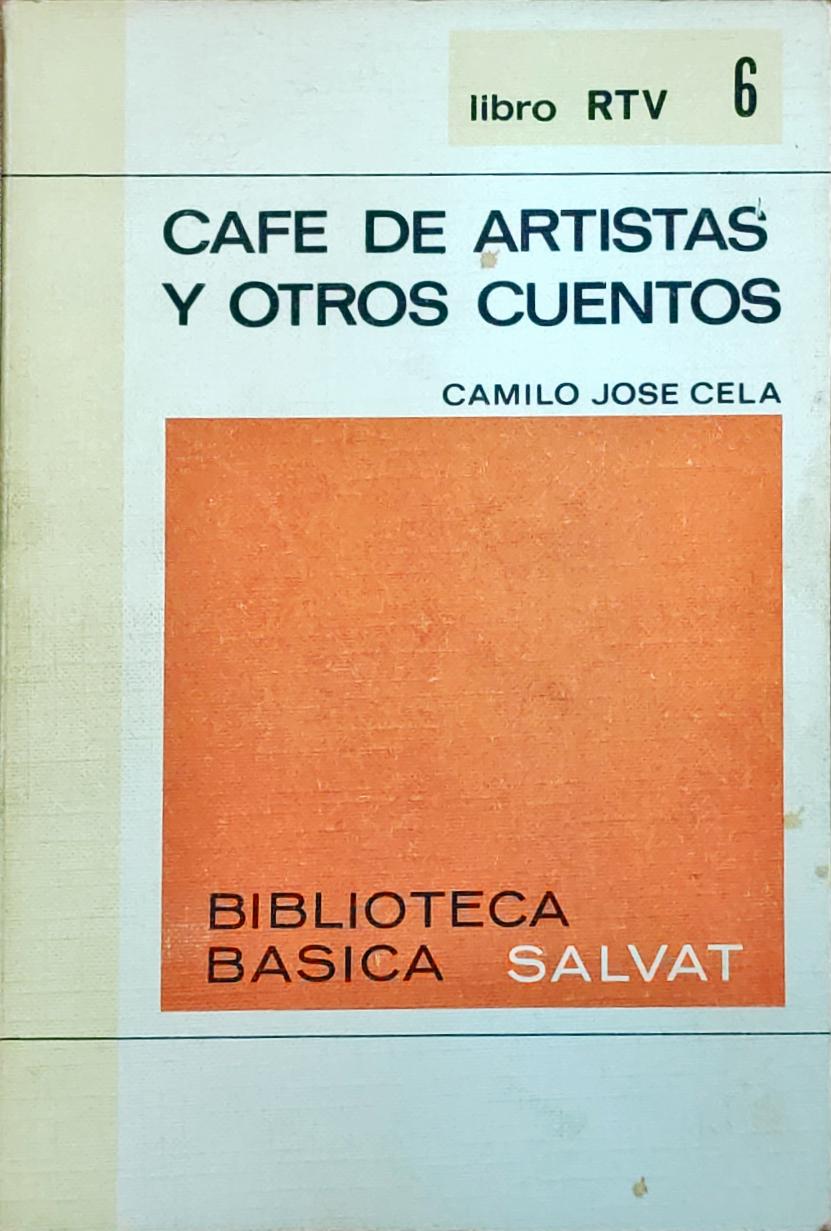 libro RTV 6
CAFE DE ARTISTAS
Y OTROS CUENTOS
CAMILO JOSE CELA
BIBLIOTECA
BASICA SALVAT